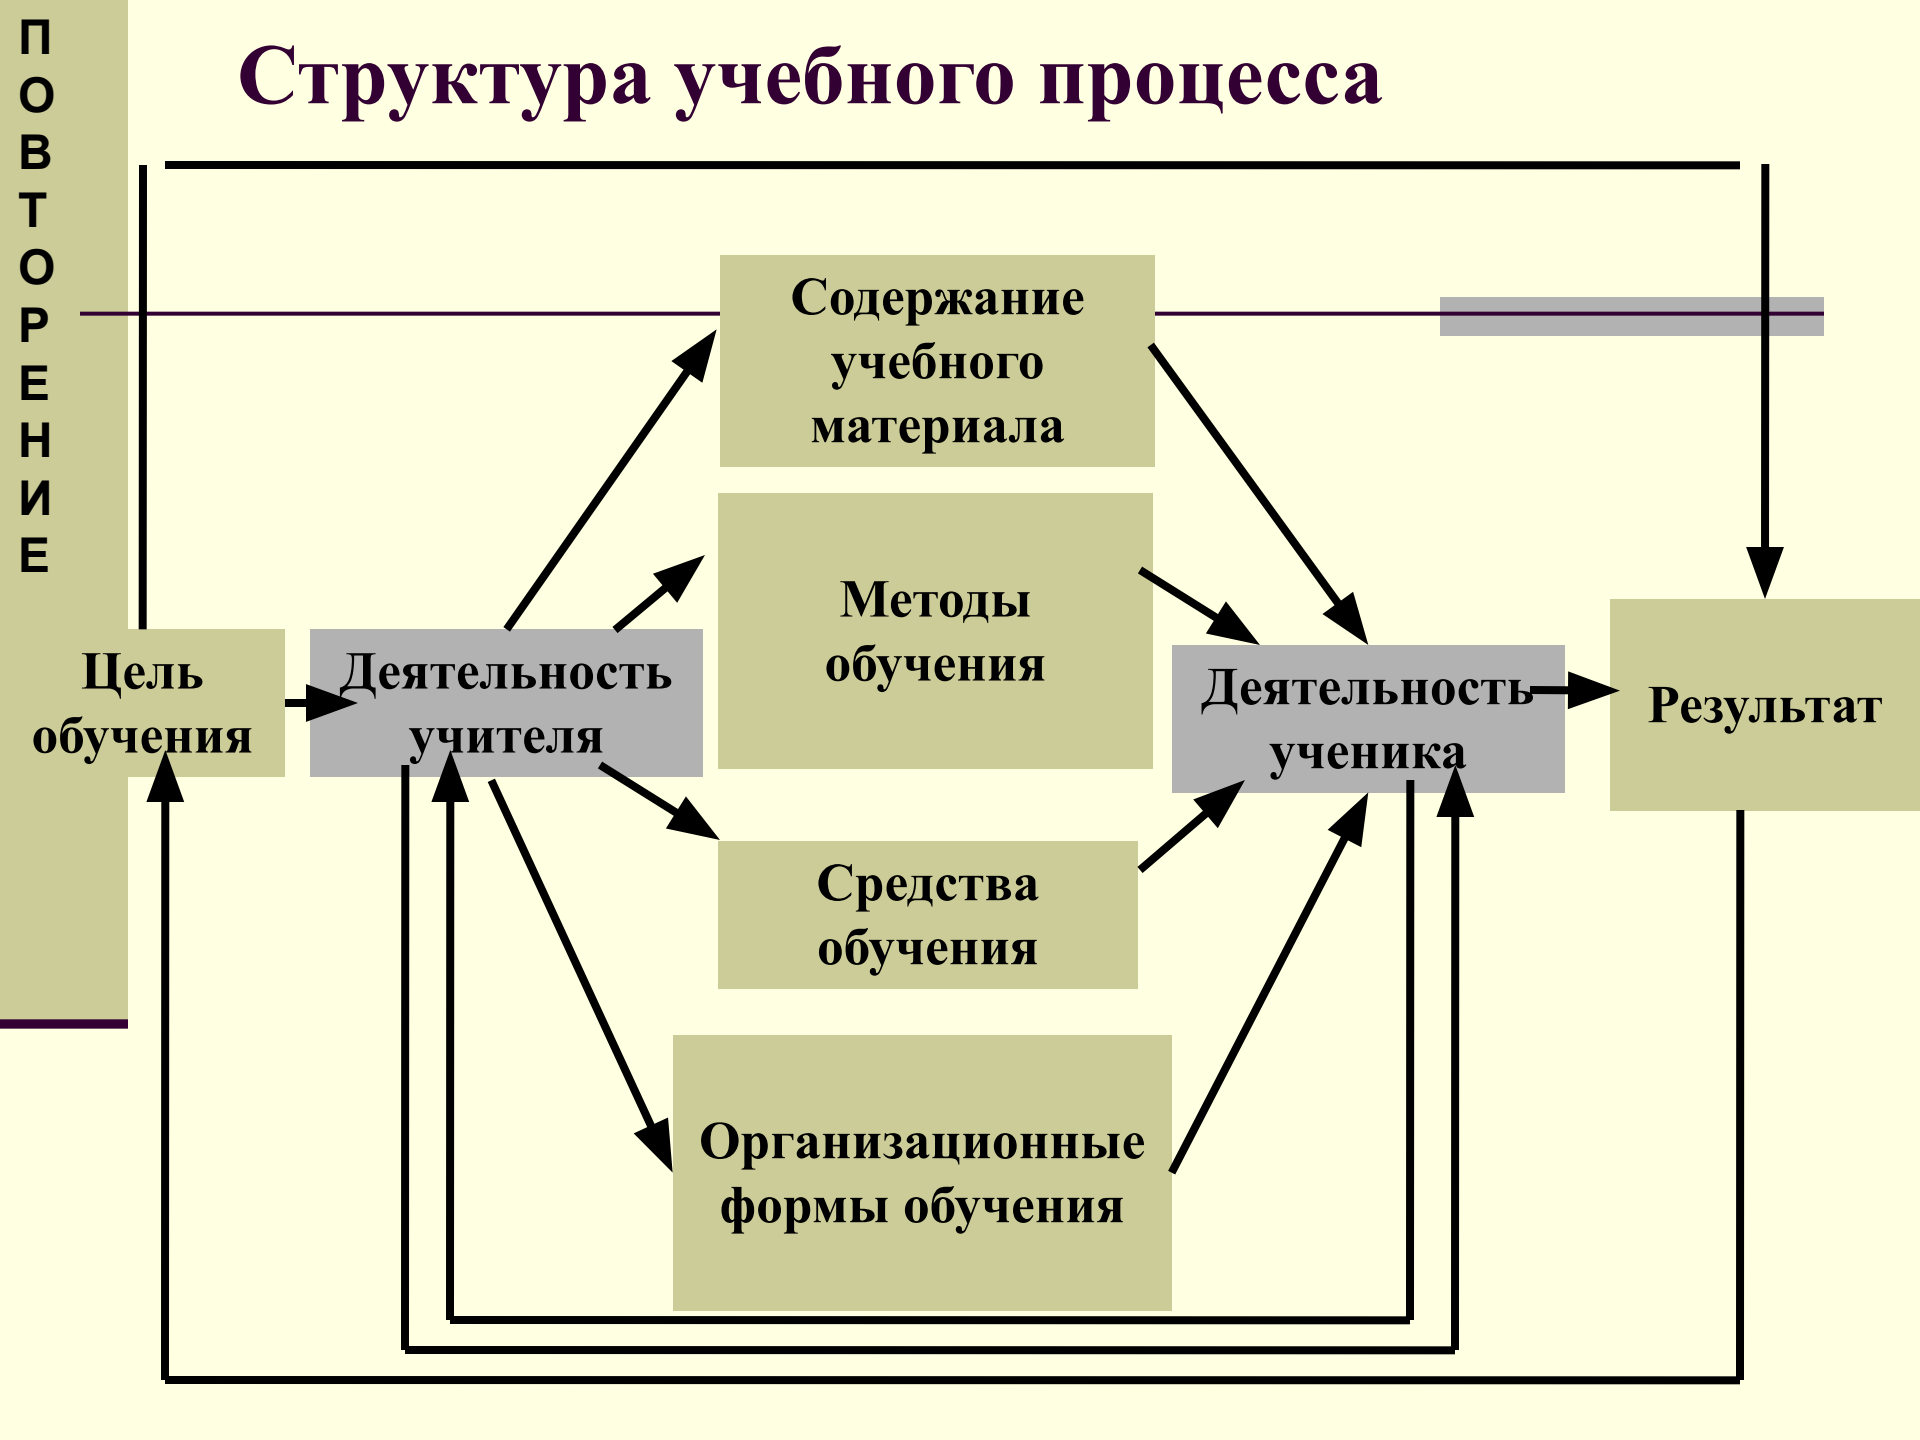 П
О
В
Т
О
Р
Е
Н
И
Е
Структура учебного процесса
Содержание
учебного
материала
Методы
обучения
Цель
обучения
Деятельность
учителя
Деятельность
ученика
Результат
Средства
обучения
Организационные
формы обучения